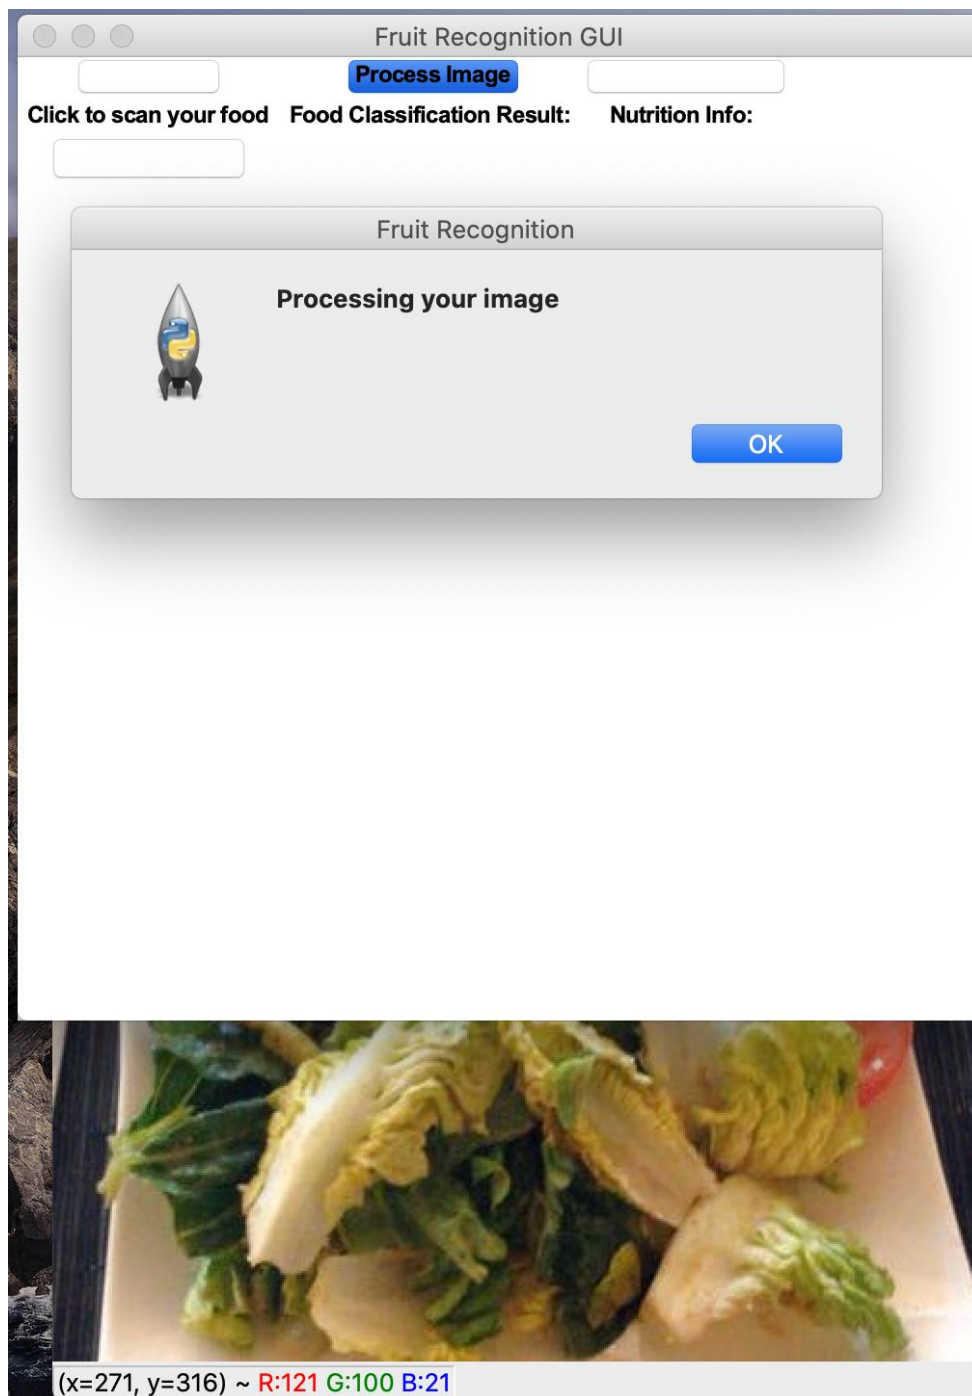 Fruit Recognition GUI
Process Image
Click to scan your food Food Classification Result: Nutrition Info:
Fruit Recognition
Processing your image
OK
(x=271, y=316) ~ R:121 G:100 B:21